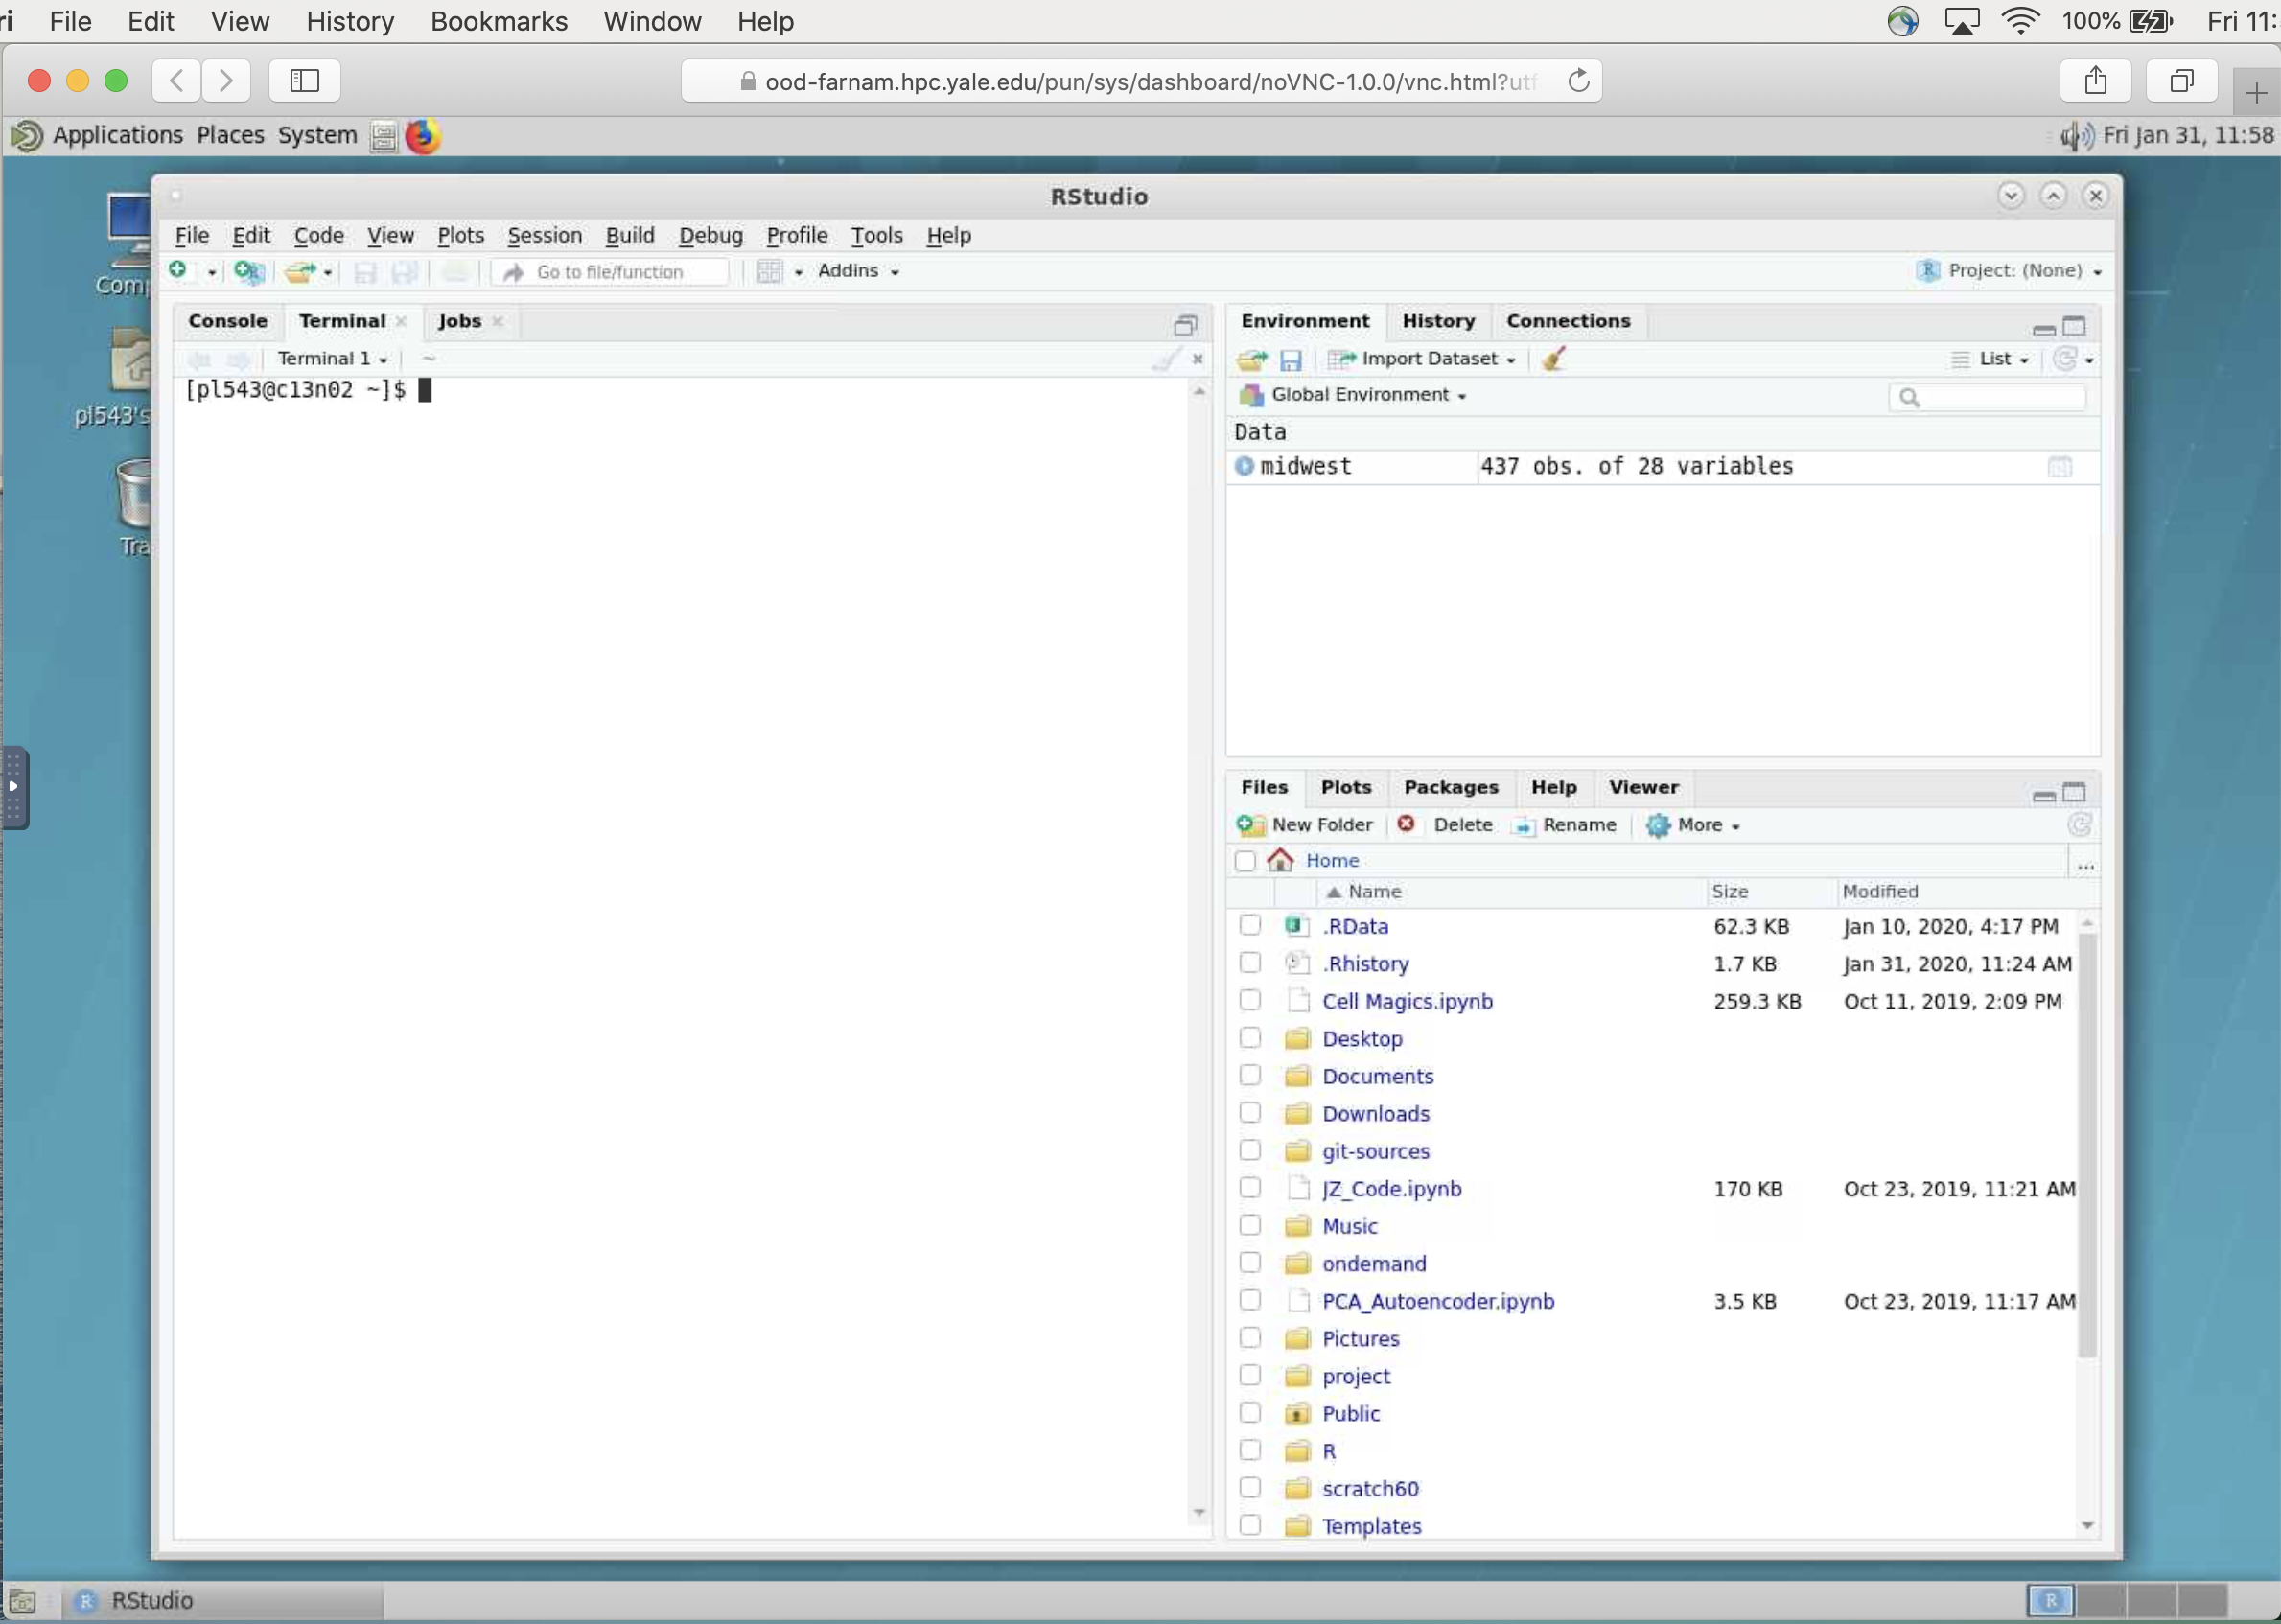 File Edit View History Bookmarks Window Help 100% Fri 11:
ood-farnam.hpc.yale.edu/pun/sys/dashboard/noVNC-1.0.0/vnc.html?utf
Applications Places System Fri Jan 31, 11:58
RStudio
File Edit Code View Plots Session Build Debug Profile Tools Help
Go to file/function Addins Project: (None)
Com
pl543's
Tra
Console Terminal Jobs
Terminal 1 ~
[pl543@c13n02 ~]$
Environment History Connections
Import Dataset List
Global Environment
Data
midwest 437 obs. of 28 variables
Files Plots Packages Help Viewer
New Folder Delete Rename More
Home ...
Name Size Modified
.RData 62.3 KB Jan 10, 2020, 4:17 PM
.Rhistory 1.7 KB Jan 31, 2020, 11:24 AM
Cell Magics.ipynb 259.3 KB Oct 11, 2019, 2:09 PM
Desktop
Documents
Downloads
git-sources
JZ_Code.ipynb 170 KB Oct 23, 2019, 11:21 AM
Music
ondemand
PCA_Autoencoder.ipynb 3.5 KB Oct 23, 2019, 11:17 AM
Pictures
project
Public
R
scratch60
Templates
RStudio